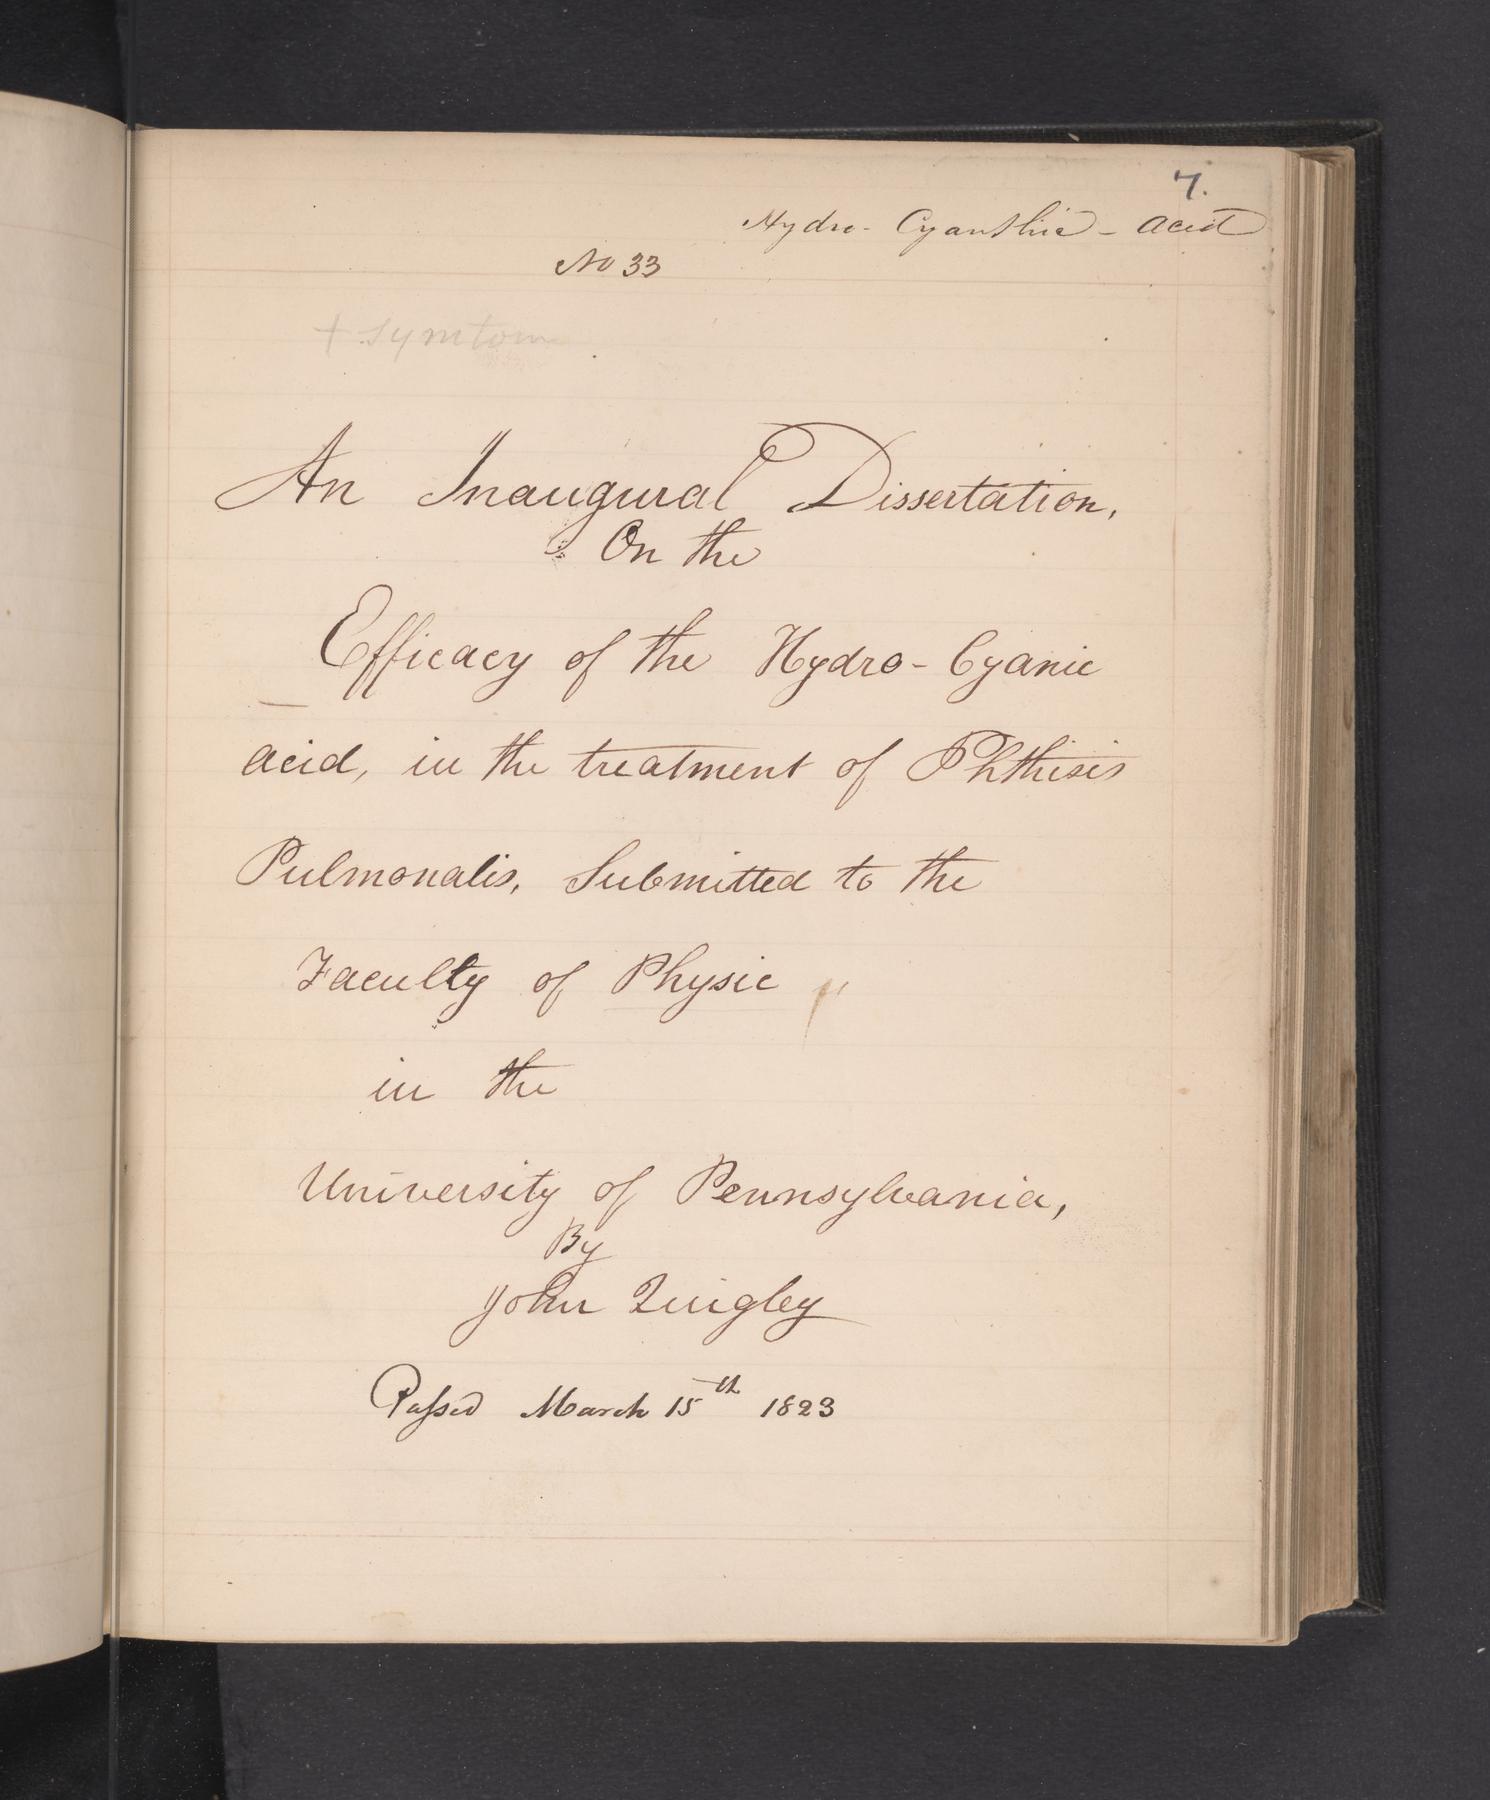 7.
Hydro- Cyanthic - acid
No 33
+ symtom
An Inaugural Dissertation,
On the
Efficacy of the Hydro-Cyanic
acid, in the treatment of Phthisis
Pulmonalis, Submitted to the
Faculty of Physic
in the
University of Pennsylvania,
By
John Quigley
Passed March 15th 1823